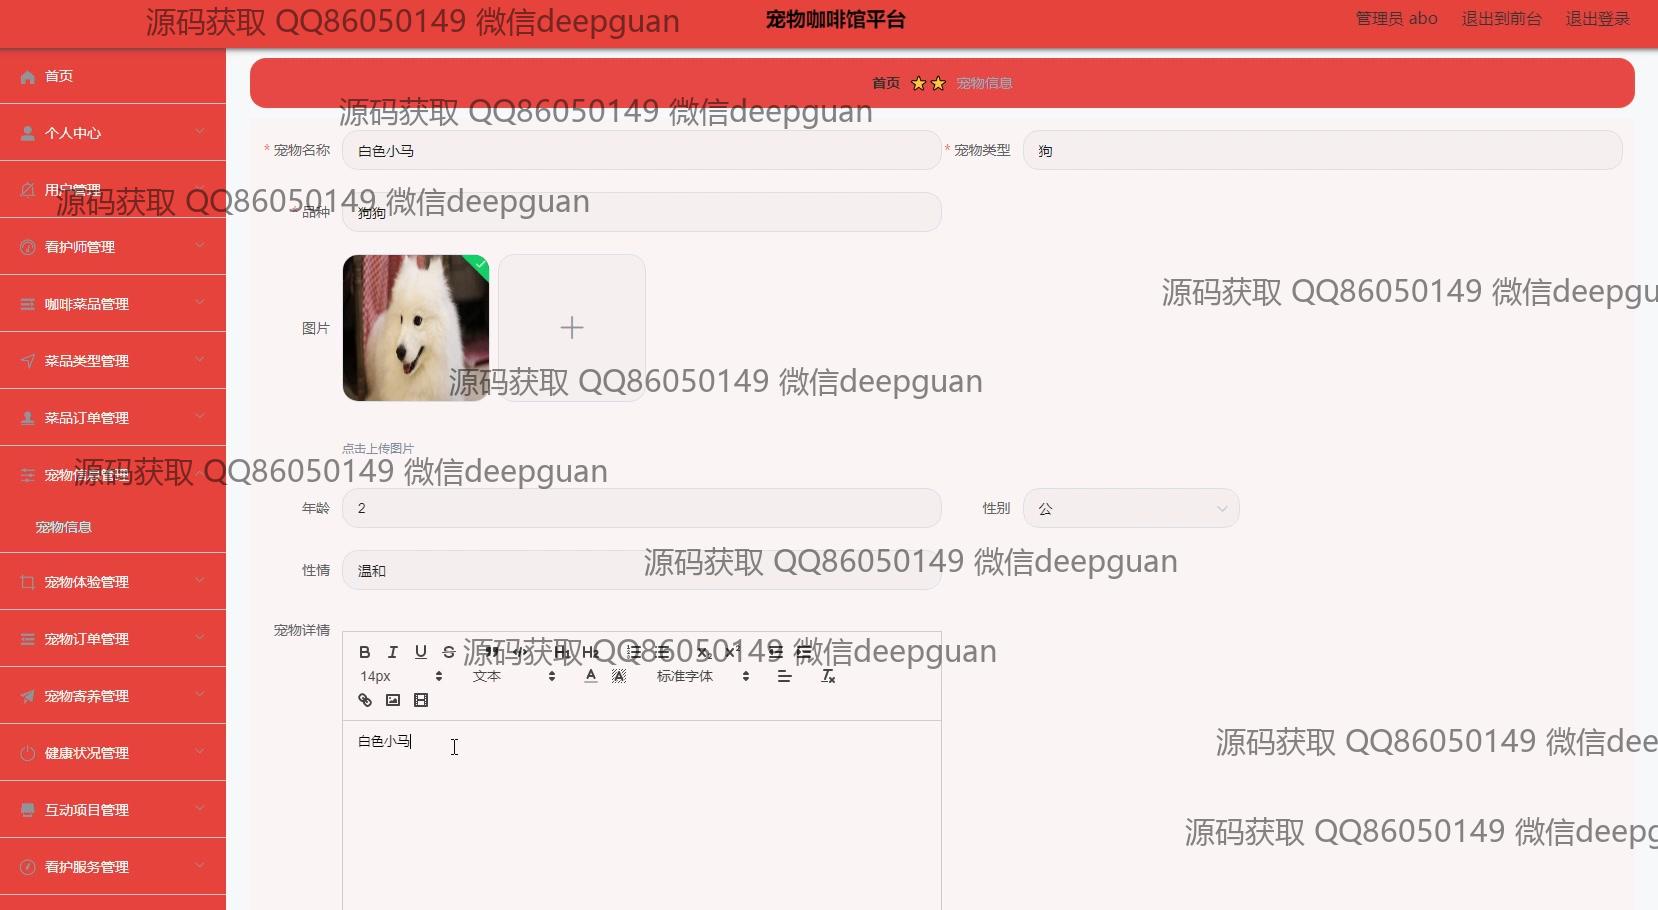 宠物咖啡馆平台
管理员 abo 退出到前台 退出登录
源码获取 QQ86050149 微信deepguan
首页
首页 宠物信息
源码获取 QQ86050149 微信deepguan
个人中心
* 宠物名称 白色小马 * 宠物类型 狗
用户管理
源码获取 QQ86050149 微信deepguan
* 品种 狗狗
看护师管理
源码获取 QQ86050149 微信deepgu
咖啡菜品管理
图片
菜品类型管理
源码获取 QQ86050149 微信deepguan
菜品订单管理
点击上传图片
宠物信息管理
源码获取 QQ86050149 微信deepguan
年龄 2 性别 公
宠物信息
源码获取 QQ86050149 微信deepguan
性情 温和
宠物体验管理
宠物详情
宠物订单管理
B I U S H1 H2 X2 X2
源码获取 QQ86050149 微信deepguan
14px 文本 A A 标准字体 Tx
宠物寄养管理
白色小马
源码获取 QQ86050149 微信dee
健康状况管理
互动项目管理
源码获取 QQ86050149 微信deepg
看护服务管理